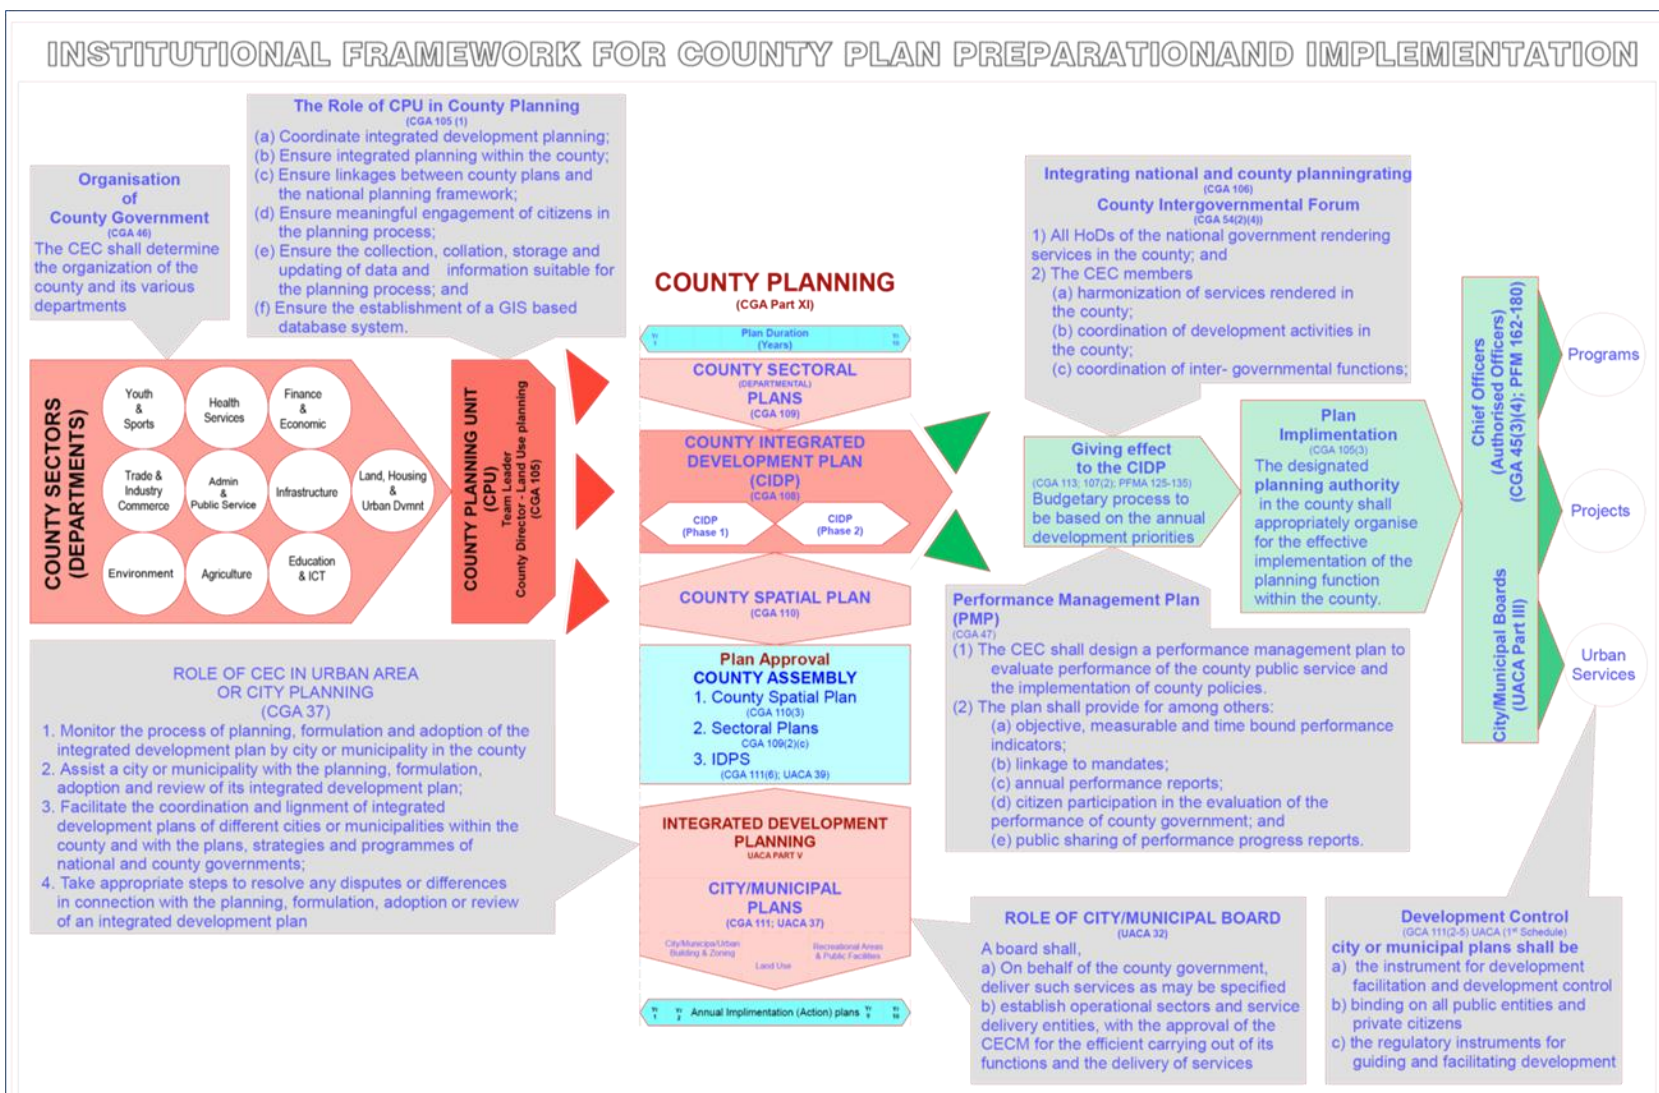 INSTITUTIONAL FRAMEWORK FOR COUNTY PLAN PREPARATIONAND IMPLEMENTATION
Organisation
of
County Government
(CGA 46)
The CEC shall determine
the organization of the
county and its various
departments
The Role of CPU in County Planning
(CGA 105 (1)
(a) Coordinate integrated development planning;
(b) Ensure integrated planning within the county;
(c) Ensure linkages between county plans and
the national planning framework;
(d) Ensure meaningful engagement of citizens in
the planning process;
(e) Ensure the collection, collation, storage and
updating of data and information suitable for
the planning process; and
(f) Ensure the establishment of a GIS based
database system.
COUNTY SECTORS
(DEPARTMENTS)
Youth
&
Sports
Health
Services
Finance
&
Economic
Trade &
Industry
Commerce
Admin
&
Public Service
Infrastructure
Land, Housing
&
Urban Dvmnt
Environment
Agriculture
Education
& ICT
COUNTY PLANNING UNIT
(CPU)
Team Leader
County Director - Land Use planning
(CGA 105)
ROLE OF CEC IN URBAN AREA
OR CITY PLANNING
(CGA 37)
1. Monitor the process of planning, formulation and adoption of the
integrated development plan by city or municipality in the county
2. Assist a city or municipality with the planning, formulation,
adoption and review of its integrated development plan;
3. Facilitate the coordination and lignment of integrated
development plans of different cities or municipalities within the
county and with the plans, strategies and programmes of
national and county governments;
4. Take appropriate steps to resolve any disputes or differences
in connection with the planning, formulation, adoption or review
of an integrated development plan
COUNTY PLANNING
(CGA Part XI)
Yr
1
Plan Duration
(Years)
Yr
10
COUNTY SECTORAL
(DEPARTMENTAL)
PLANS
(CGA 109)
COUNTY INTEGRATED
DEVELOPMENT PLAN
(CIDP)
(CGA 108)
CIDP
(Phase 1)
CIDP
(Phase 2)
COUNTY SPATIAL PLAN
(CGA 110)
Plan Approval
COUNTY ASSEMBLY
1. County Spatial Plan
(CGA 110(3)
2. Sectoral Plans
CGA 109(2)(c)
3. IDPS
(CGA 111(6); UACA 39)
INTEGRATED DEVELOPMENT
PLANNING
UACA PART V
CITY/MUNICIPAL
PLANS
(CGA 111; UACA 37)
City/Municipa/Urban
Building & Zoning
Land Use
Recreational Areas
& Public Facilities
Yr
1
Yr
2
Annual Implimentation (Action) plans
Yr
9
Yr
10
Integrating national and county planningrating
(CGA 106)
County Intergovernmental Forum
(CGA 54(2)(4))
1) All HoDs of the national government rendering
services in the county; and
2) The CEC members
(a) harmonization of services rendered in
the county;
(b) coordination of development activities in
the county;
(c) coordination of inter- governmental functions;
Giving effect
to the CIDP
(CGA 113; 107(2); PFMA 125-135)
Budgetary process to
be based on the annual
development priorities
Plan
Implimentation
(CGA 105(3)
The designated
planning authority
in the county shall
appropriately organise
for the effective
implementation of the
planning function
within the county.
Performance Management Plan
(PMP)
(CGA 47)
(1) The CEC shall design a performance management plan to
evaluate performance of the county public service and
the implementation of county policies.
(2) The plan shall provide for among others:
(a) objective, measurable and time bound performance
indicators;
(b) linkage to mandates;
(c) annual performance reports;
(d) citizen participation in the evaluation of the
performance of county government; and
(e) public sharing of performance progress reports.
Chief Officers
(Authorised Officers)
(CGA 45(3)(4); PFM 162-180)
City/Municipal Boards
(UACA Part III)
Programs
Projects
Urban
Services
ROLE OF CITY/MUNICIPAL BOARD
(UACA 32)
A board shall,
a) On behalf of the county government,
deliver such services as may be specified
b) establish operational sectors and service
delivery entities, with the approval of the
CECM for the efficient carrying out of its
functions and the delivery of services
Development Control
(GCA 111(2-5) UACA (1st Schedule)
city or municipal plans shall be
a) the instrument for development
facilitation and development control
b) binding on all public entities and
private citizens
c) the regulatory instruments for
guiding and facilitating development